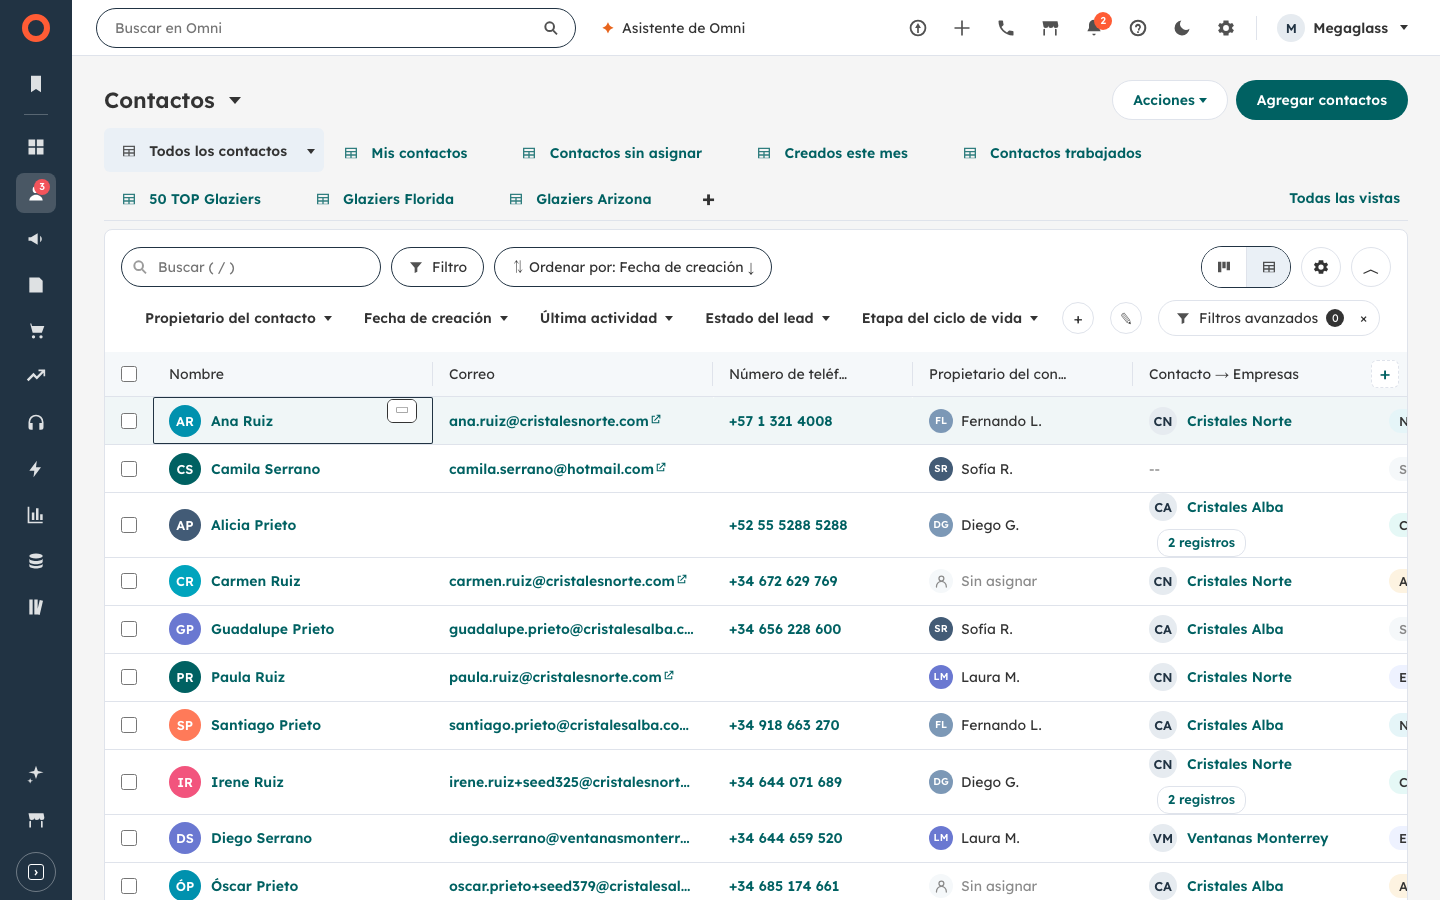 Buscar en Omni
Asistente de Omni
2
M
Megaglass
3
Contactos
Acciones
Agregar contactos
Todos los contactos
Mis contactos
Contactos sin asignar
Creados este mes
Contactos trabajados
50 TOP Glaziers
Glaziers Florida
Glaziers Arizona
Todas las vistas
Buscar ( / )
Filtro
Ordenar por: Fecha de creación ↓
Propietario del contacto
Fecha de creación
Última actividad
Estado del lead
Etapa del ciclo de vida
+
Filtros avanzados 0 ×
Nombre
Correo
Número de teléf...
Propietario del con...
Contacto → Empresas
+
AR Ana Ruiz ana.ruiz@cristalesnorte.com +57 1 321 4008 FL Fernando L. CN Cristales Norte N
CS Camila Serrano camila.serrano@hotmail.com SR Sofía R. -- S
AP Alicia Prieto +52 55 5288 5288 DG Diego G. CA Cristales Alba C
2 registros
CR Carmen Ruiz carmen.ruiz@cristalesnorte.com +34 672 629 769 Sin asignar CN Cristales Norte A
GP Guadalupe Prieto guadalupe.prieto@cristalesalba.c... +34 656 228 600 SR Sofía R. CA Cristales Alba S
PR Paula Ruiz paula.ruiz@cristalesnorte.com LM Laura M. CN Cristales Norte E
SP Santiago Prieto santiago.prieto@cristalesalba.co... +34 918 663 270 FL Fernando L. CA Cristales Alba N
IR Irene Ruiz irene.ruiz+seed325@cristalesnort... +34 644 071 689 DG Diego G. CN Cristales Norte C
2 registros
DS Diego Serrano diego.serrano@ventanasmonterr... +34 644 659 520 LM Laura M. VM Ventanas Monterrey E
ÓP Óscar Prieto oscar.prieto+seed379@cristalesal... +34 685 174 661 Sin asignar CA Cristales Alba A